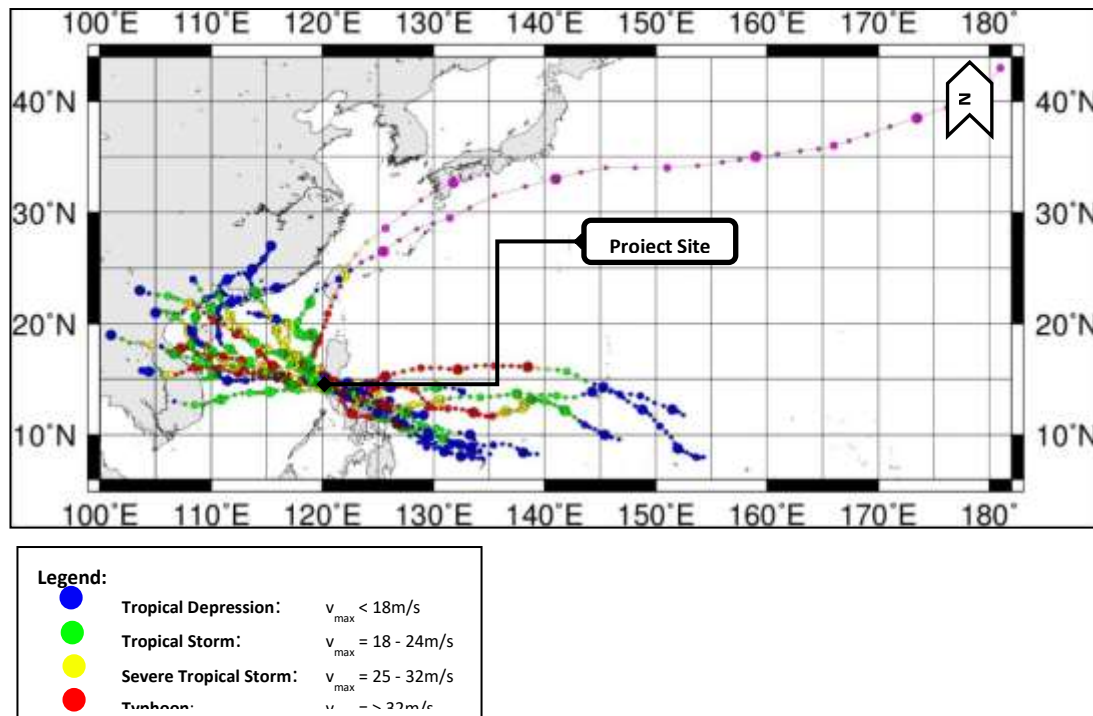 100°E 110°E 120°E 130°E 140°E 150°E 160°E 170°E 180°
40°N 40°N
N
30°N 30°N
Proiect Site
20°N 20°N
10°N 10°N
100°E 110°E 120°E 130°E 140°E 150°E 160°E 170°E 180°
Legend:
Tropical Depression: vmax < 18m/s
Tropical Storm: vmax = 18 - 24m/s
Severe Tropical Storm: vmax = 25 - 32m/s
Typhoon: v = > 32m/s